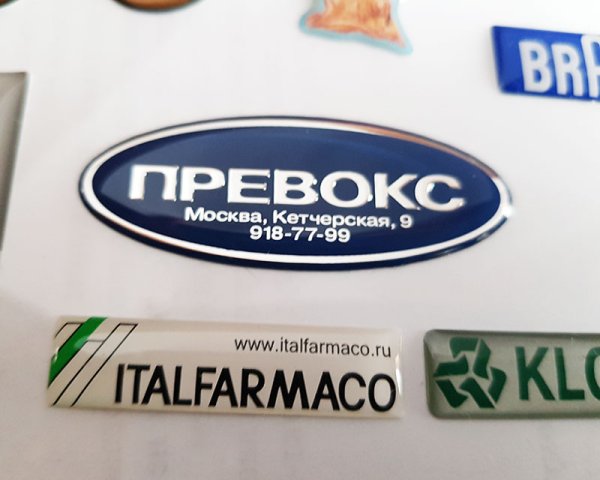 ПРЕВОКС
Москва, Кетчерская, 9
918-77-99
www.italfarmaco.ru
ITALFARMACO